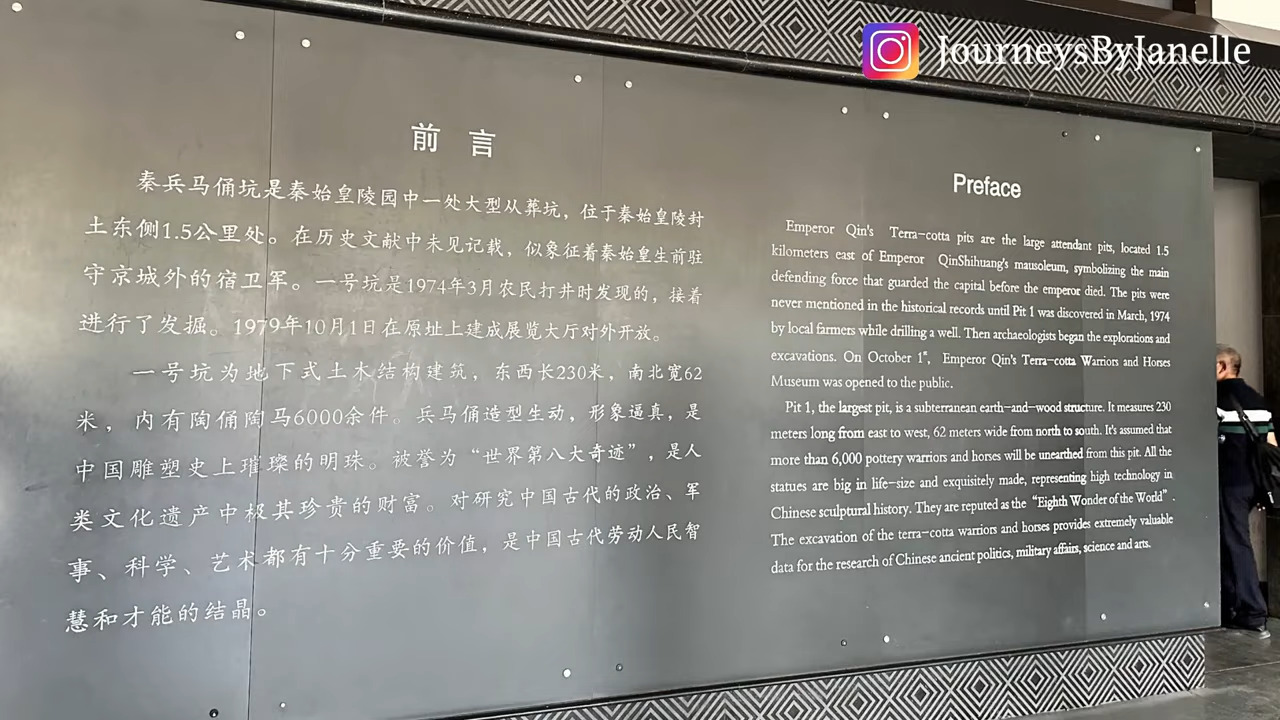 JourneysByJanelle
前言
秦兵马俑坑是秦始皇陵园中一处大型从葬坑，位于秦始皇陵封
土东侧1.5公里处。在历史文献中未见记载，似象征着秦始皇生前驻
守京城外的宿卫军。一号坑是1974年3月农民打井时发现的，接着
进行了发掘。1979年10月1日在原址上建成展览大厅对外开放。
一号坑为地下式土木结构建筑，东西长230米，南北宽62
米，内有陶俑陶马6000余件。兵马俑造型生动，形象逼真，是
中国雕塑史上璀璨的明珠。被誉为“世界第八大奇迹”，是人
类文化遗产中极其珍贵的财富。对研究中国古代的政治、军
事、科学、艺术都有十分重要的价值，是中国古代劳动人民智
慧和才能的结晶。
Preface
Emperor Qin's Terra-cotta pits are the large attendant pits, located 1.5
kilometers east of Emperor QinShihuang's mausoleum, symbolizing the main
defending force that guarded the capital before the emperor died. The pits were
never mentioned in the historical records until Pit 1 was discovered in March, 1974
by local farmers while drilling a well. Then archaeologists began the explorations and
excavations. On October 1st, Emperor Qin's Terra-cotta Warriors and Horses
Museum was opened to the public.
Pit 1, the largest pit, is a subterranean earth-and-wood structure. It measures 230
meters long from east to west, 62 meters wide from north to south. It's assumed that
more than 6,000 pottery warriors and horses will be unearthed from this pit. All the
statues are big in life-size and exquisitely made, representing high technology in
Chinese sculptural history. They are reputed as the “Eighth Wonder of the World”.
The excavation of the terra-cotta warriors and horses provides extremely valuable
data for the research of Chinese ancient politics, military affairs, science and arts.